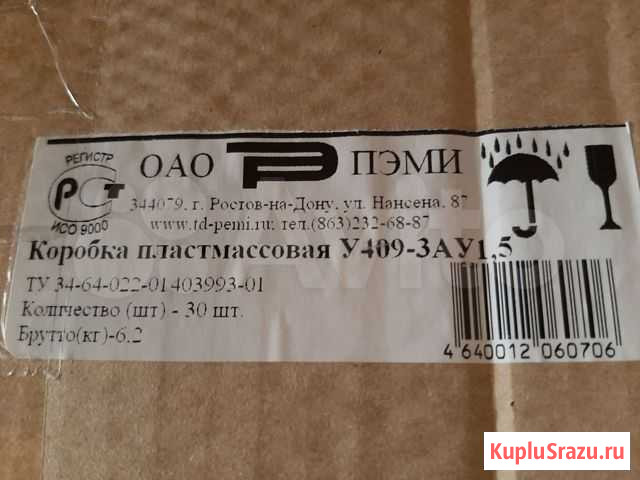 РЕГИСТР
РСТ
ИСО 9000
ОАО ПЭМИ
344079, г. Ростов-на-Дону, ул. Нансена, 87
www.td-pemi.ru; тел.(863)232-68-87
Коробка пластмассовая У409-3АУ1,5
ТУ 34-64-022-01403993-01
Количество (шт) - 30 шт.
Брутто(кг)-6.2
4 640012 060706
Avito
KupluSrazu.ru